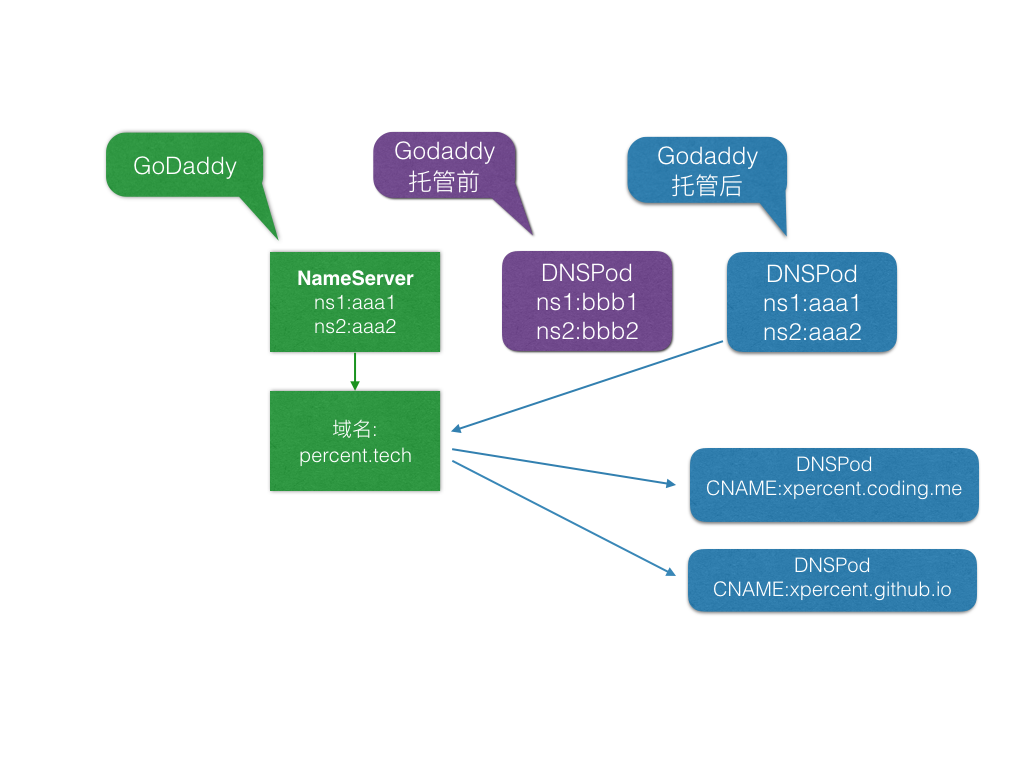 GoDaddy
Godaddy
托管前
Godaddy
托管后
NameServer
ns1:aaa1
ns2:aaa2
DNSPod
ns1:bbb1
ns2:bbb2
DNSPod
ns1:aaa1
ns2:aaa2
域名:
percent.tech
DNSPod
CNAME:xpercent.coding.me
DNSPod
CNAME:xpercent.github.io